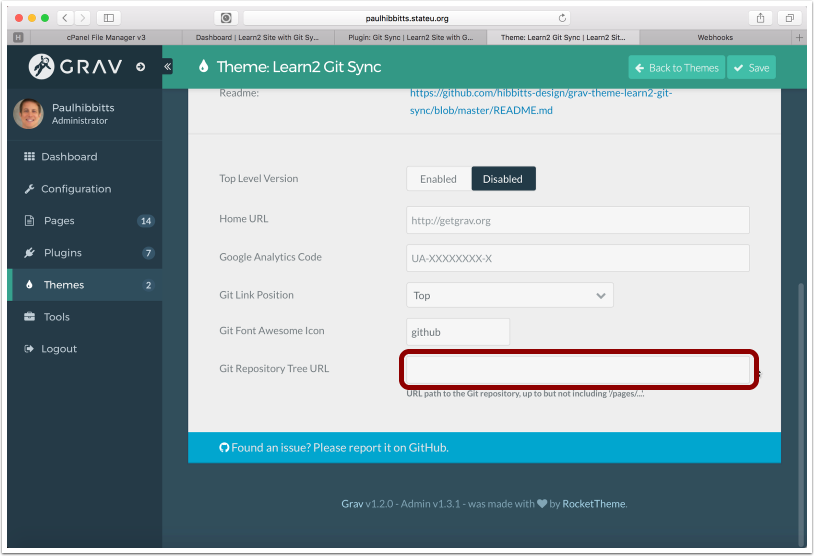 paulhibbitts.stateu.org
H
cPanel File Manager v3
Dashboard | Learn2 Site with Git Sy...
Plugin: Git Sync | Learn2 Site with G...
Theme: Learn2 Git Sync | Learn2 Sit...
Webhooks
GRAV
Theme: Learn2 Git Sync
Back to Themes
Save
Paulhibbitts
Administrator
Dashboard
Configuration
Pages 14
Plugins 7
Themes 2
Tools
Logout
Readme:
https://github.com/hibbitts-design/grav-theme-learn2-git-
sync/blob/master/README.md
Top Level Version
Enabled
Disabled
Home URL
http://getgrav.org
Google Analytics Code
UA-XXXXXXXX-X
Git Link Position
Top
Git Font Awesome Icon
github
Git Repository Tree URL
URL path to the Git repository, up to but not including '/pages/...'.
Found an issue? Please report it on GitHub.
Grav v1.2.0 - Admin v1.3.1 - was made with by RocketTheme.